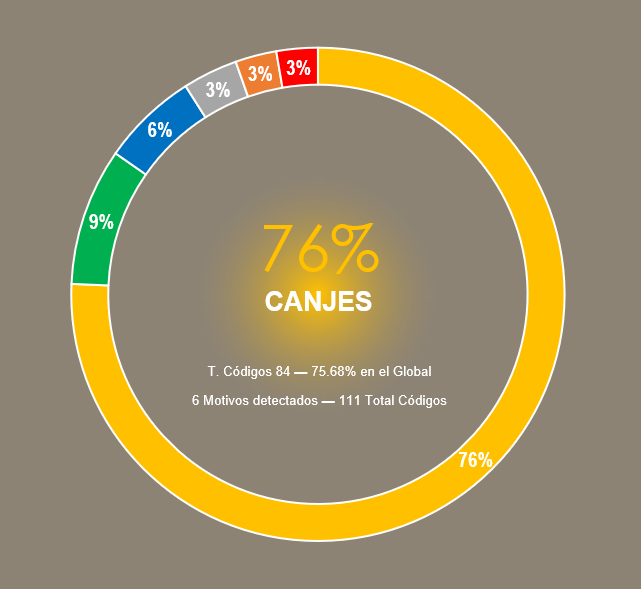 3%
3%
3%
6%
9%
76%
CANJES
T. Códigos 84 — 75.68% en el Global
6 Motivos detectados — 111 Total Códigos
76%